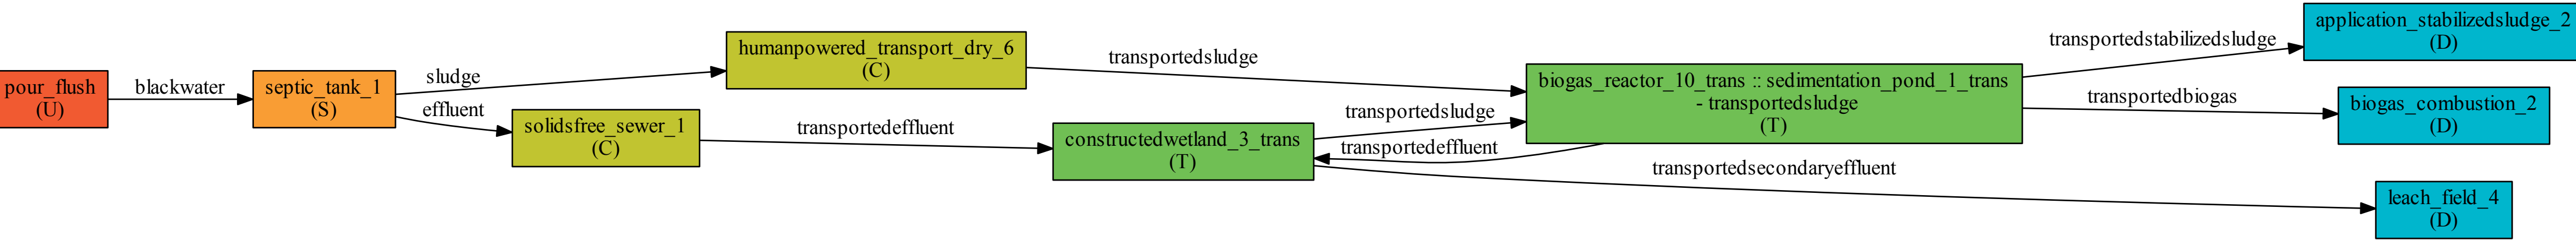 pour_flush
(U)
blackwater
septic_tank_1
(S)
sludge
effluent
humanpowered_transport_dry_6
(C)
solidsfree_sewer_1
(C)
transportedsludge
transportedeffluent
constructedwetland_3_trans
(T)
transportedsludge
transportedeffluent
biogas_reactor_10_trans :: sedimentation_pond_1_trans
- transportedsludge
(T)
transportedsecondaryeffluent
transportedstabilizedsludge
transportedbiogas
application_stabilizedsludge_2
(D)
biogas_combustion_2
(D)
leach_field_4
(D)